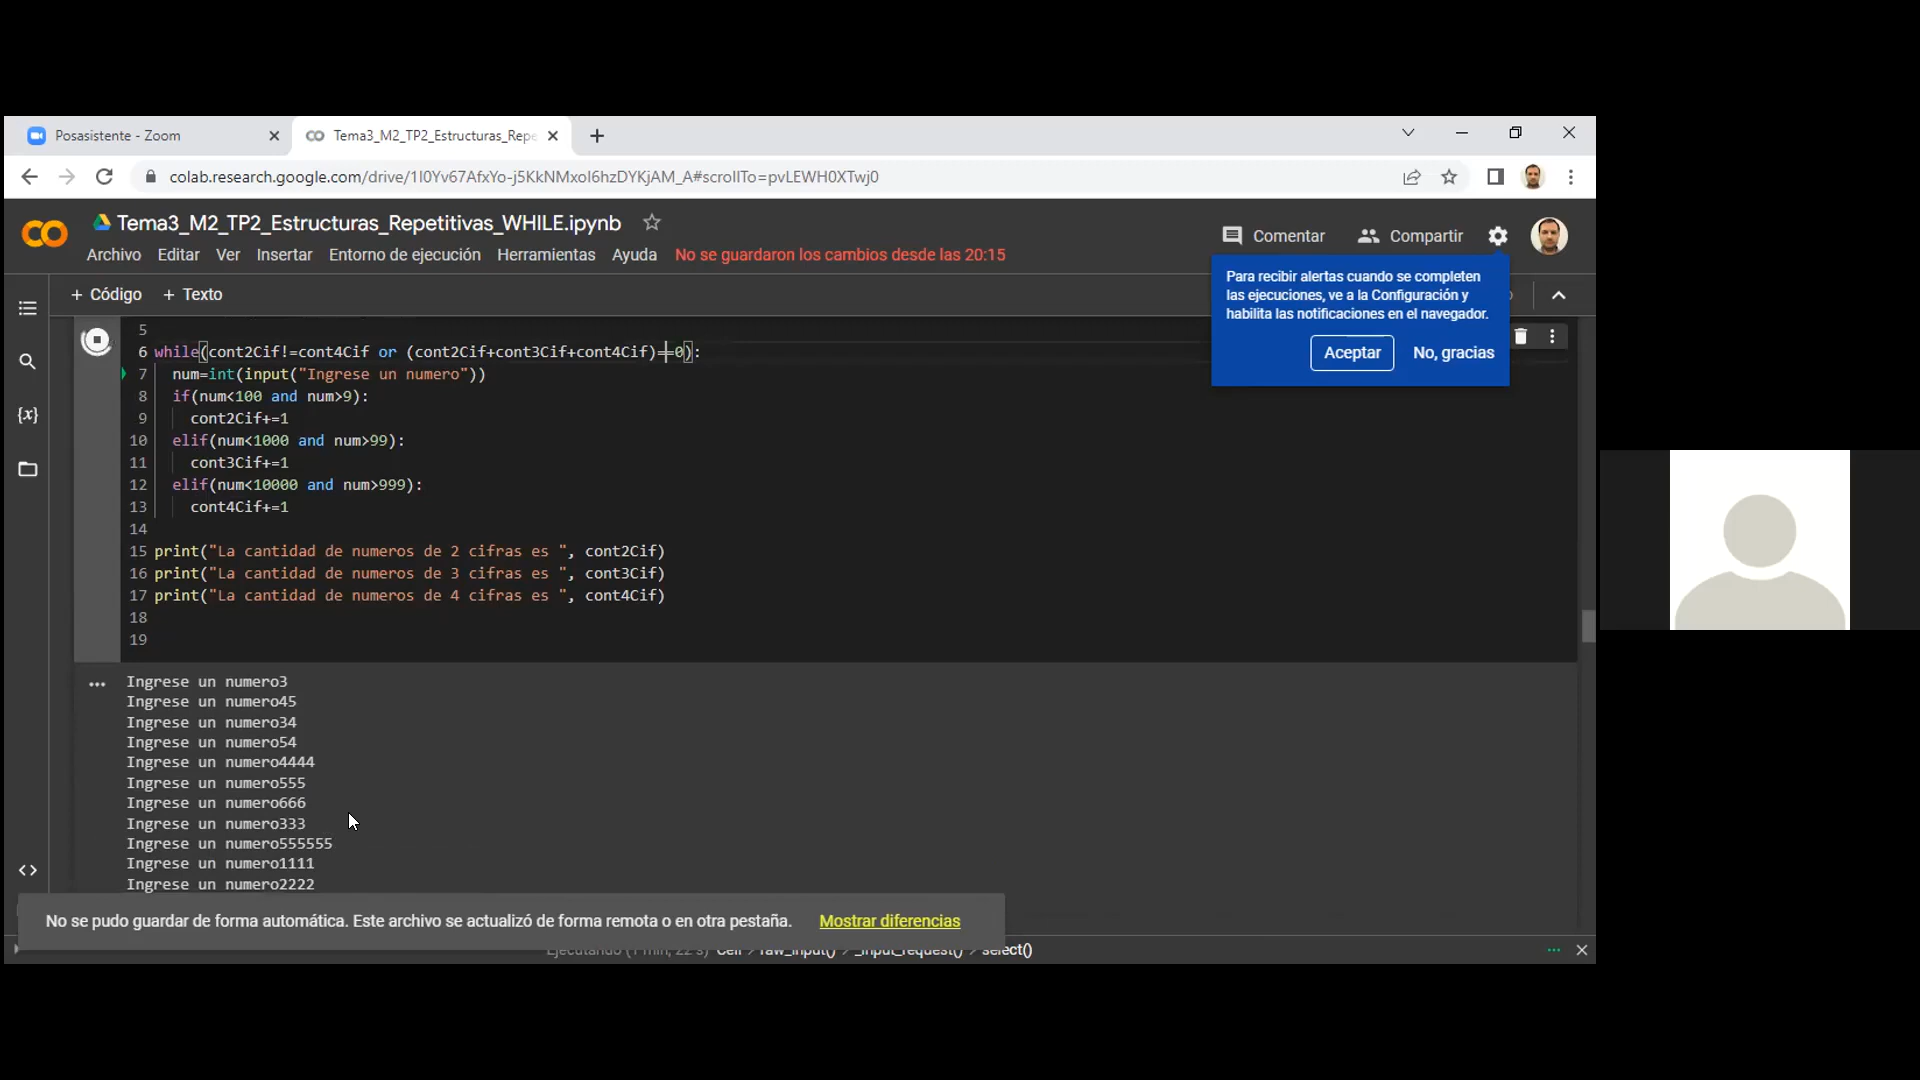 Posasistente - Zoom
Tema3_M2_TP2_Estructuras_Repe
colab.research.google.com/drive/1I0Yv67AfxYo-j5KkNMxoI6hzDYKjAM_A#scrollTo=pvLEWH0XTwj0
Tema3_M2_TP2_Estructuras_Repetitivas_WHILE.ipynb
Comentar
Compartir
Archivo Editar Ver Insertar Entorno de ejecución Herramientas Ayuda No se guardaron los cambios desde las 20:15
+ Código + Texto
Para recibir alertas cuando se completen
las ejecuciones, ve a la Configuración y
habilita las notificaciones en el navegador.
Aceptar No, gracias
5
6 while(cont2Cif!=cont4Cif or (cont2Cif+cont3Cif+cont4Cif)==0):
7 num=int(input("Ingrese un numero"))
8 if(num<100 and num>9):
9 cont2Cif+=1
10 elif(num<1000 and num>99):
11 cont3Cif+=1
12 elif(num<10000 and num>999):
13 cont4Cif+=1
14
15 print("La cantidad de numeros de 2 cifras es ", cont2Cif)
16 print("La cantidad de numeros de 3 cifras es ", cont3Cif)
17 print("La cantidad de numeros de 4 cifras es ", cont4Cif)
18
19
Ingrese un numero3
Ingrese un numero45
Ingrese un numero34
Ingrese un numero54
Ingrese un numero4444
Ingrese un numero555
Ingrese un numero666
Ingrese un numero333
Ingrese un numero555555
Ingrese un numero1111
Ingrese un numero2222
No se pudo guardar de forma automática. Este archivo se actualizó de forma remota o en otra pestaña. Mostrar diferencias
Ejecutando (1 min, 22 s) Cell > raw_input() > _input_request() > select()